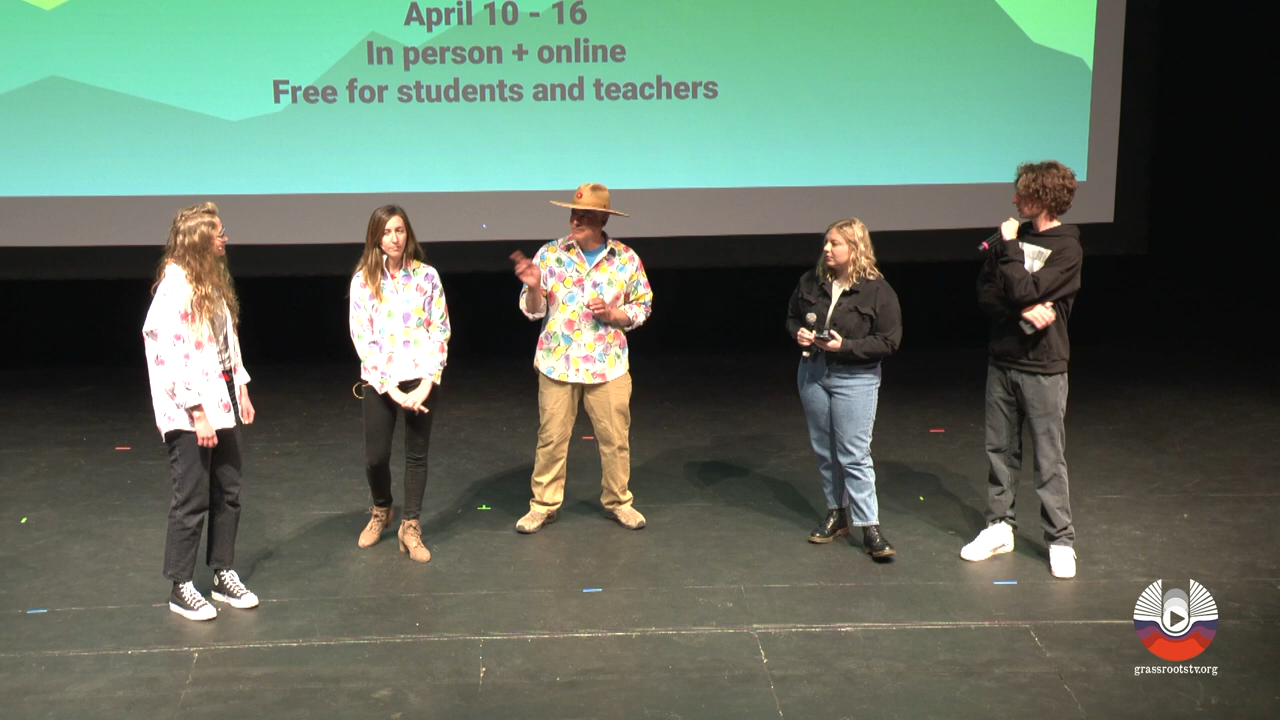 April 10 - 16
In person + online
Free for students and teachers
grassrootstv.org